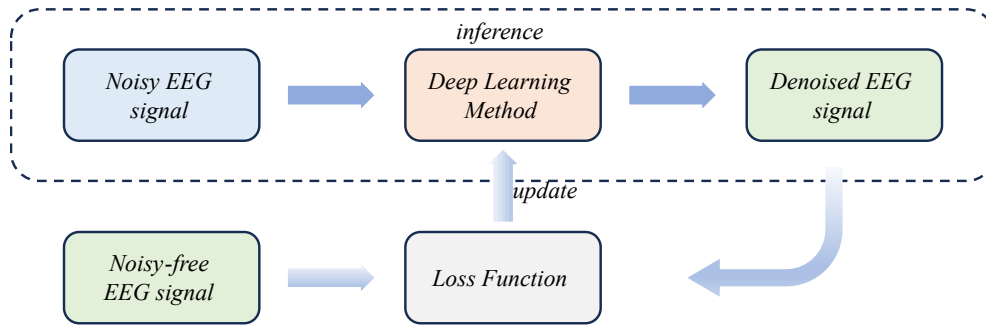 inference
Noisy EEG
signal
Deep Learning
Method
Denoised EEG
signal
update
Noisy-free
EEG signal
Loss Function